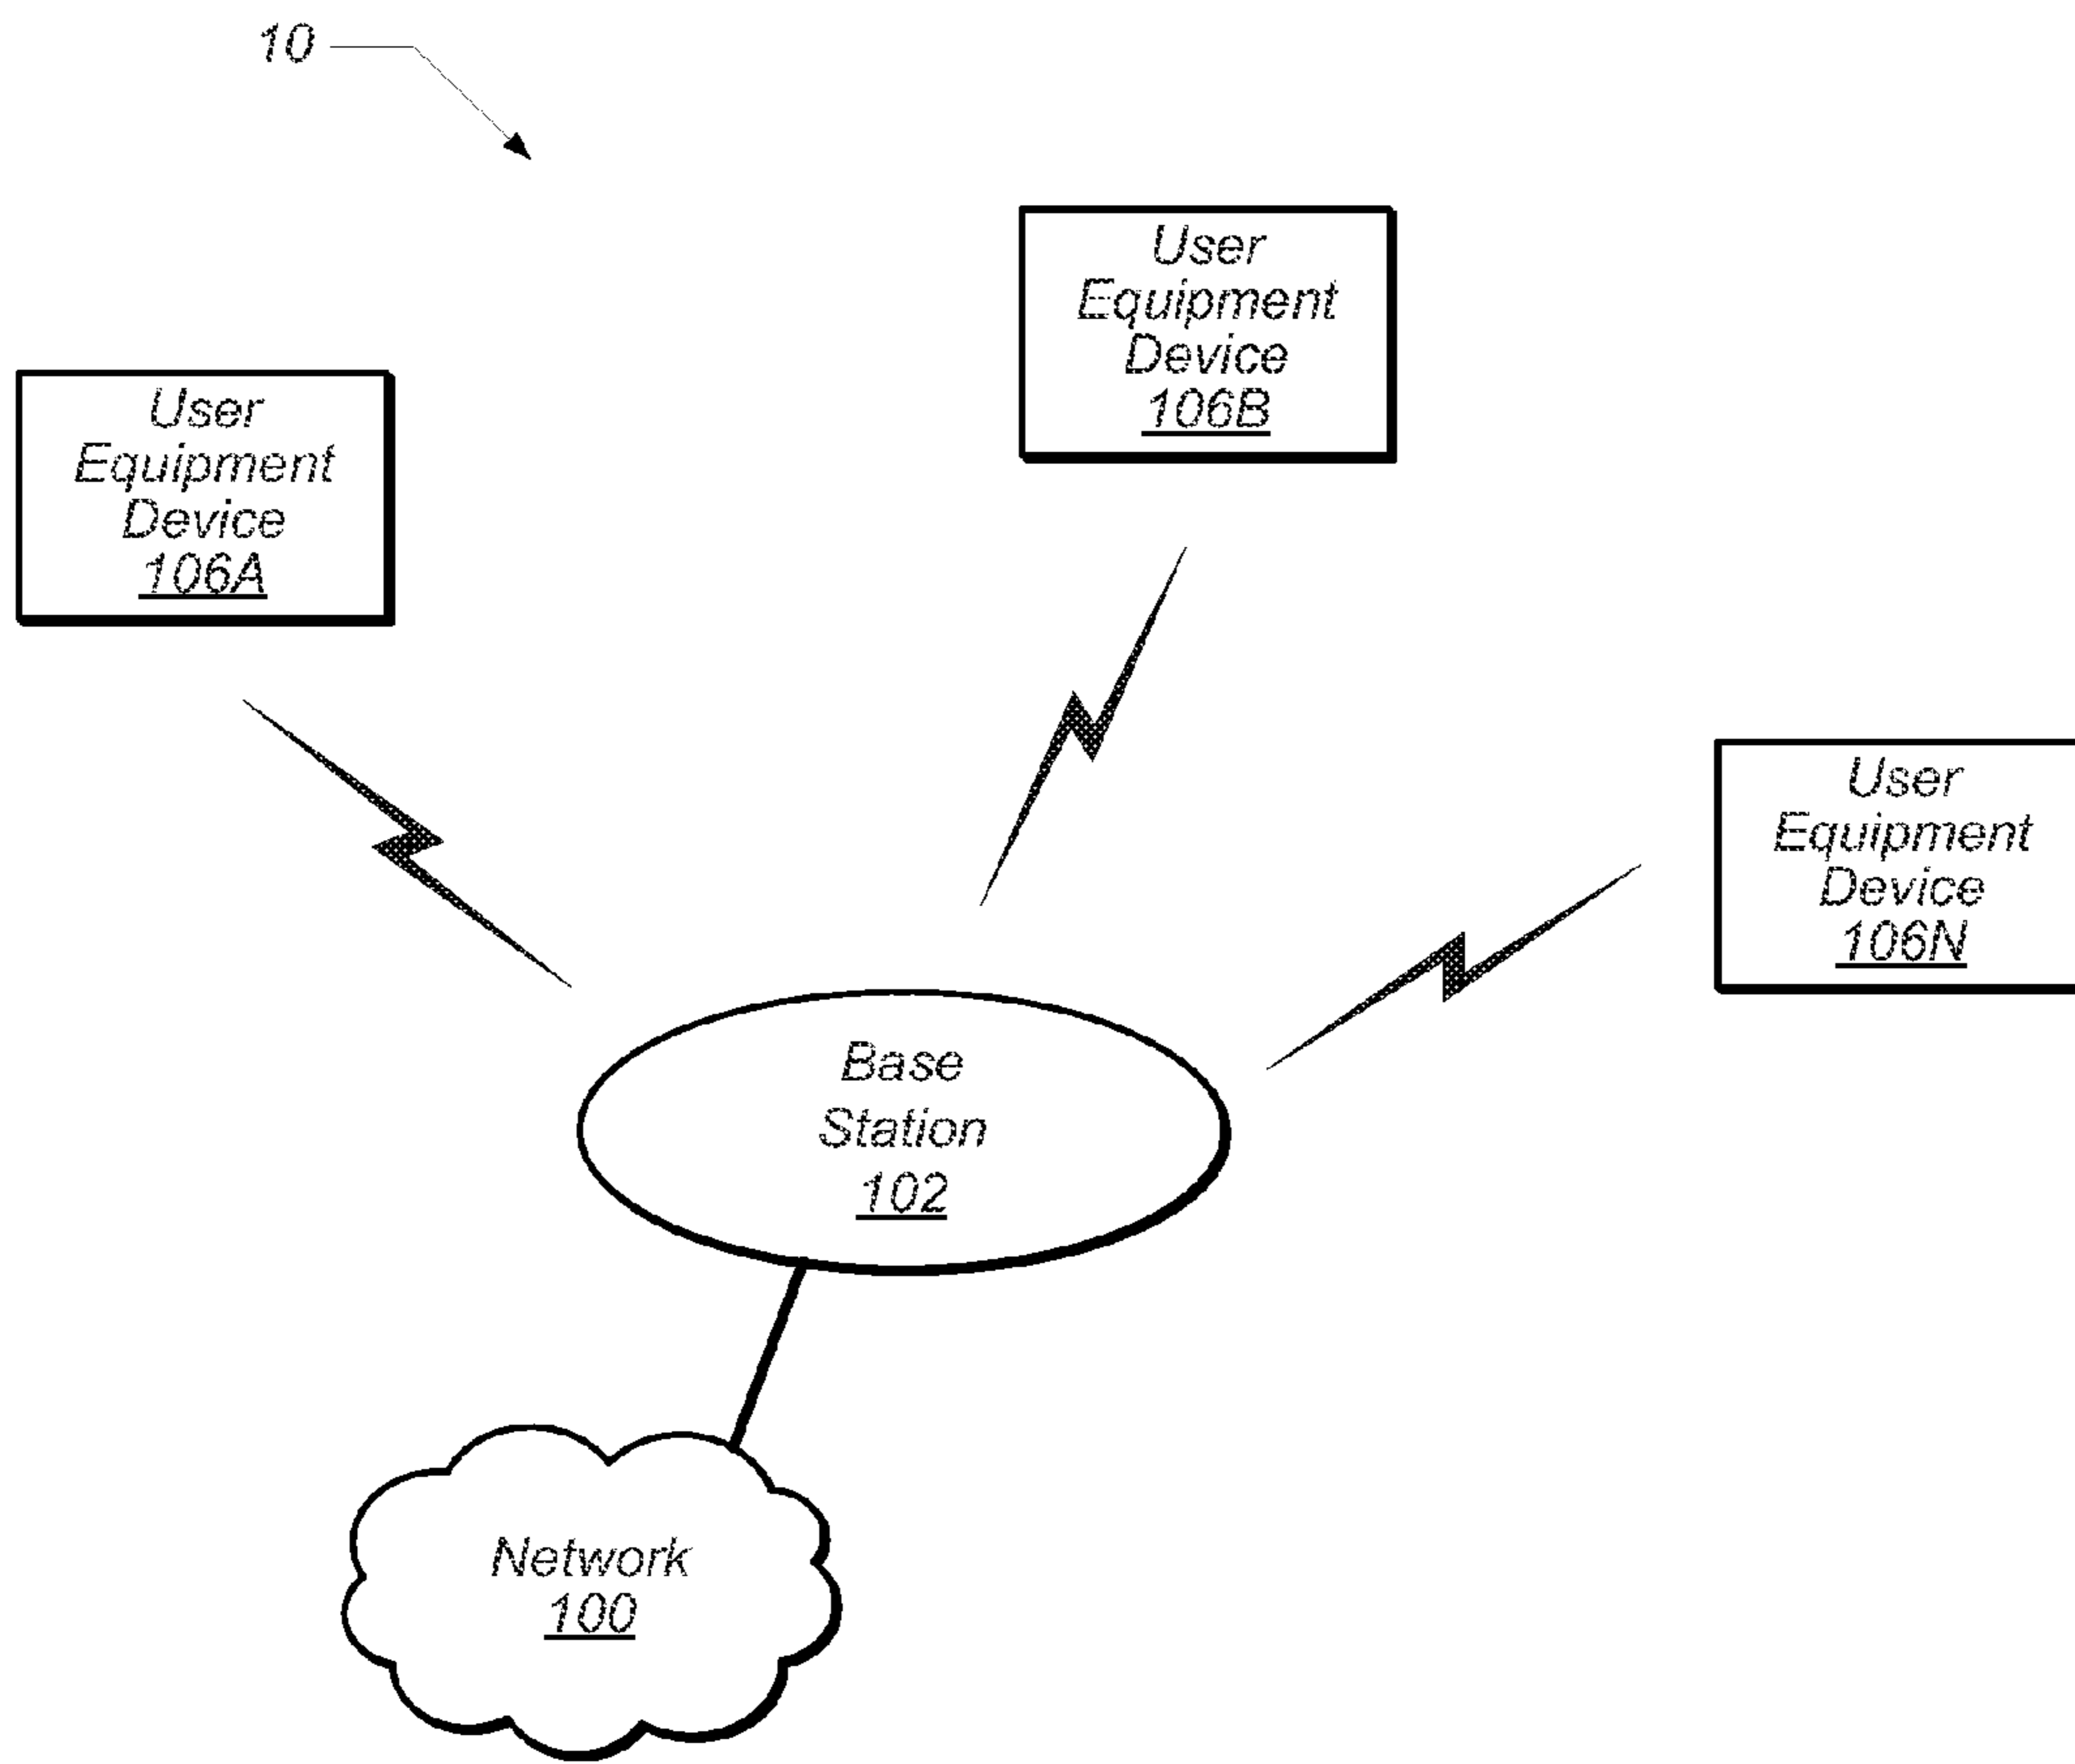 10
User
Equipment
Device
106B
User
Equipment
Device
106A
User
Equipment
Device
106N
Base
Station
102
Network
100